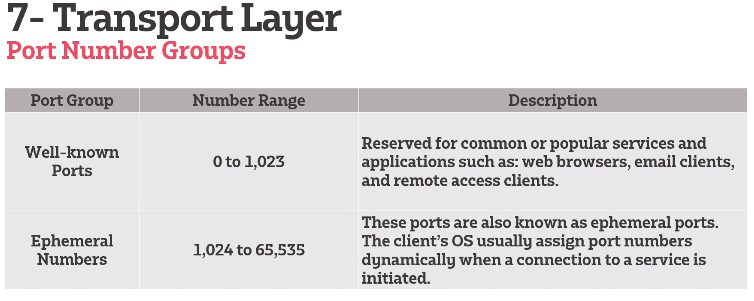 7- Transport Layer
Port Number Groups
Port Group Number Range Description
Well-known
Ports
0 to 1,023
Reserved for common or popular services and
applications such as: web browsers, email clients,
and remote access clients.
Ephemeral
Numbers
1,024 to 65,535
These ports are also known as ephemeral ports.
The client's OS usually assign port numbers
dynamically when a connection to a service is
initiated.